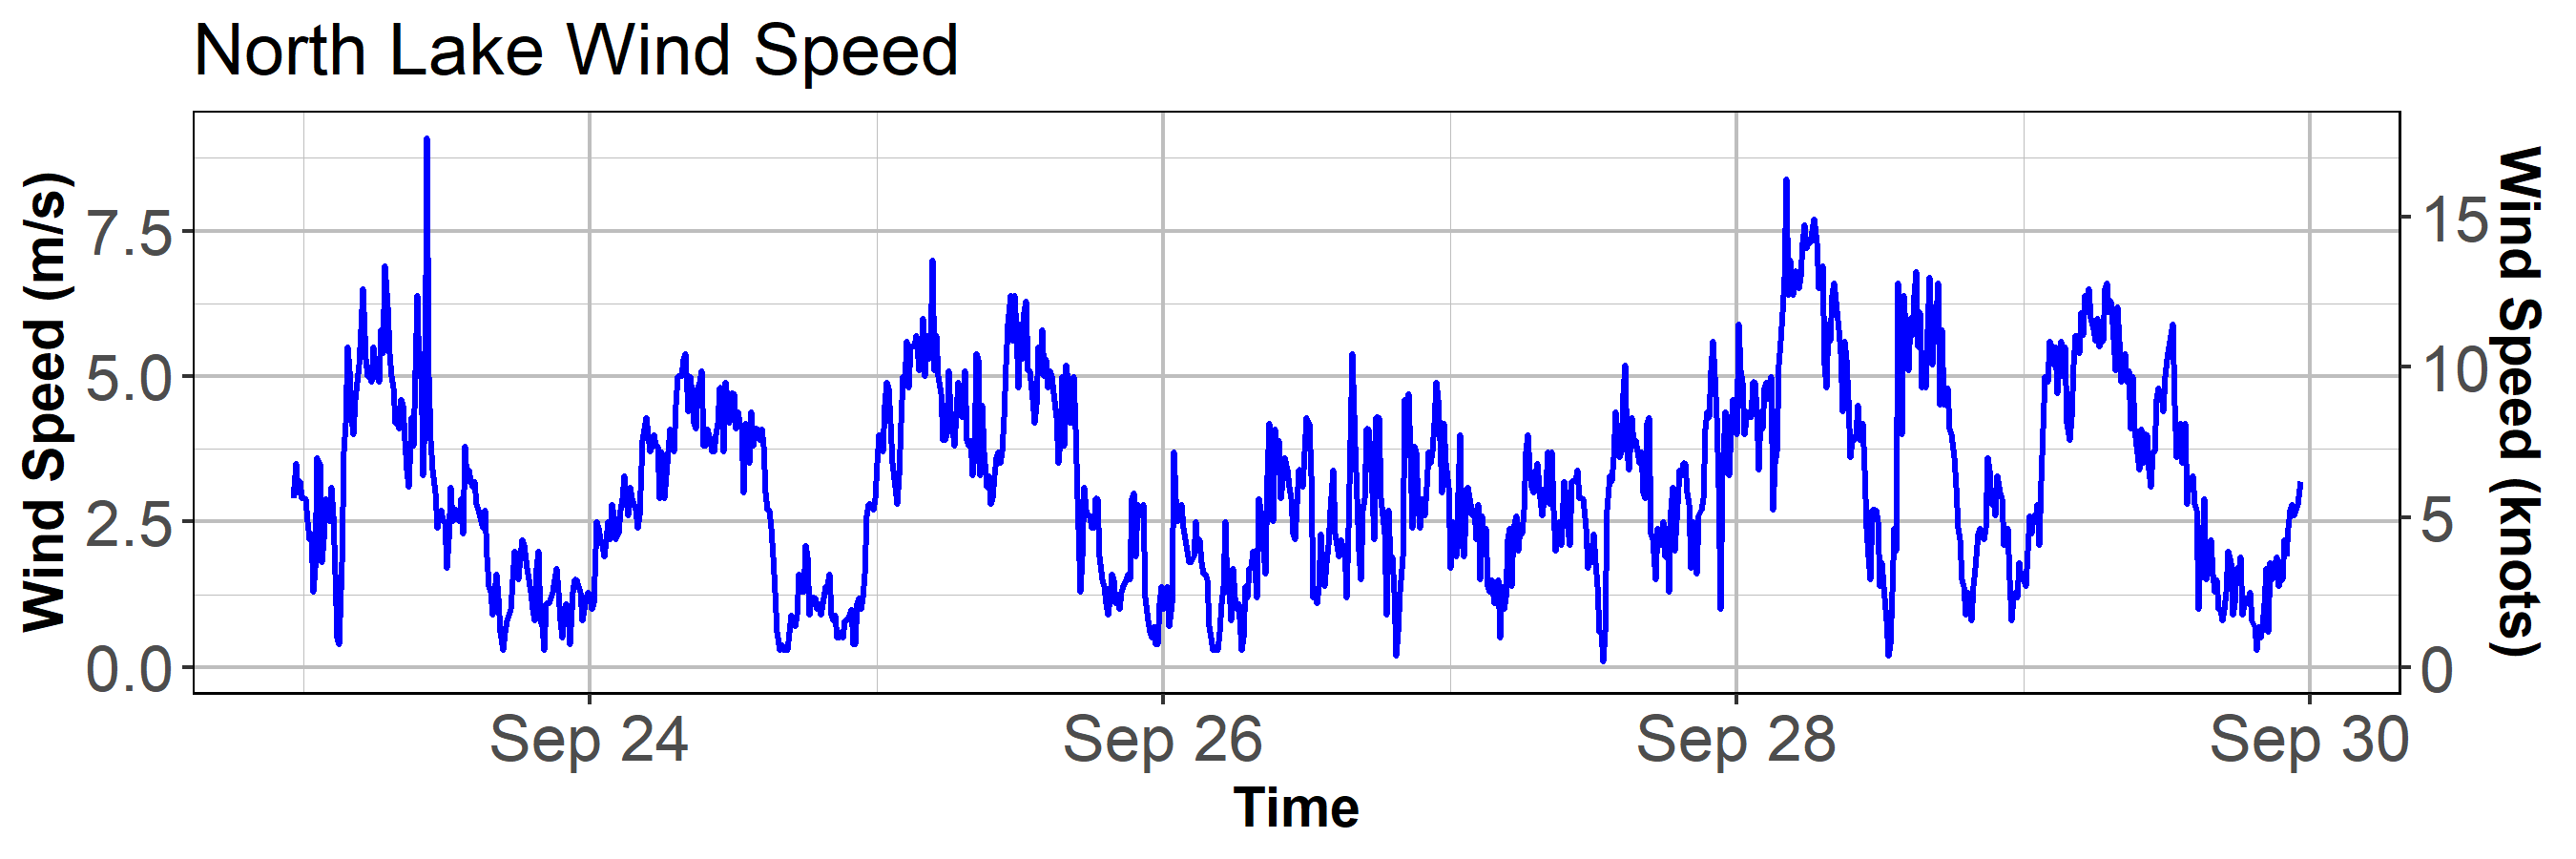 North Lake Wind Speed
Wind Speed (m/s)
7.5
5.0
2.5
0.0
15
10
5
0
Wind Speed (knots)
Sep 24
Sep 26
Sep 28
Sep 30
Time